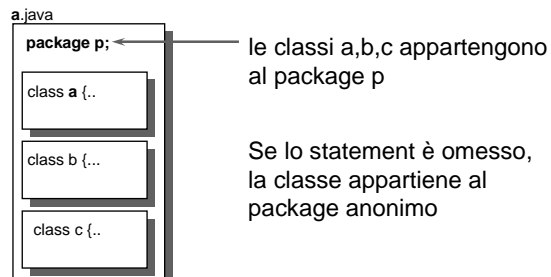 a.java
package p;
le classi a,b,c appartengono
al package p
class a {..
class b {...
class c {..
Se lo statement è omesso,
la classe appartiene al
package anonimo